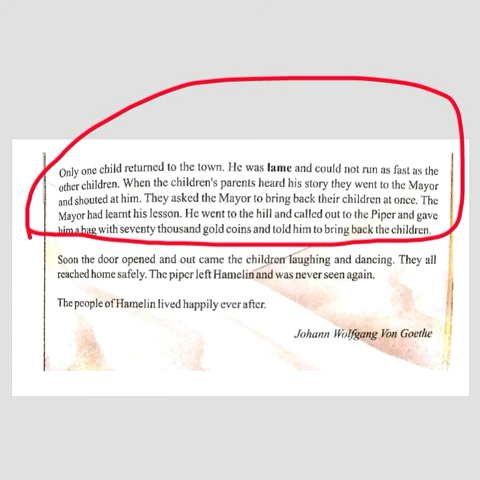 Only one child returned to the town. He was lame and could not run as fast as the
other children. When the children's parents heard his story they went to the Mayor
and shouted at him. They asked the Mayor to bring back their children at once. The
Mayor had learnt his lesson. He went to the hill and called out to the Piper and gave
him a bag with seventy thousand gold coins and told him to bring back the children.
Soon the door opened and out came the children laughing and dancing. They all
reached home safely. The piper left Hamelin and was never seen again.
The people of Hamelin lived happily ever after.
Johann Wolfgang Von Goethe